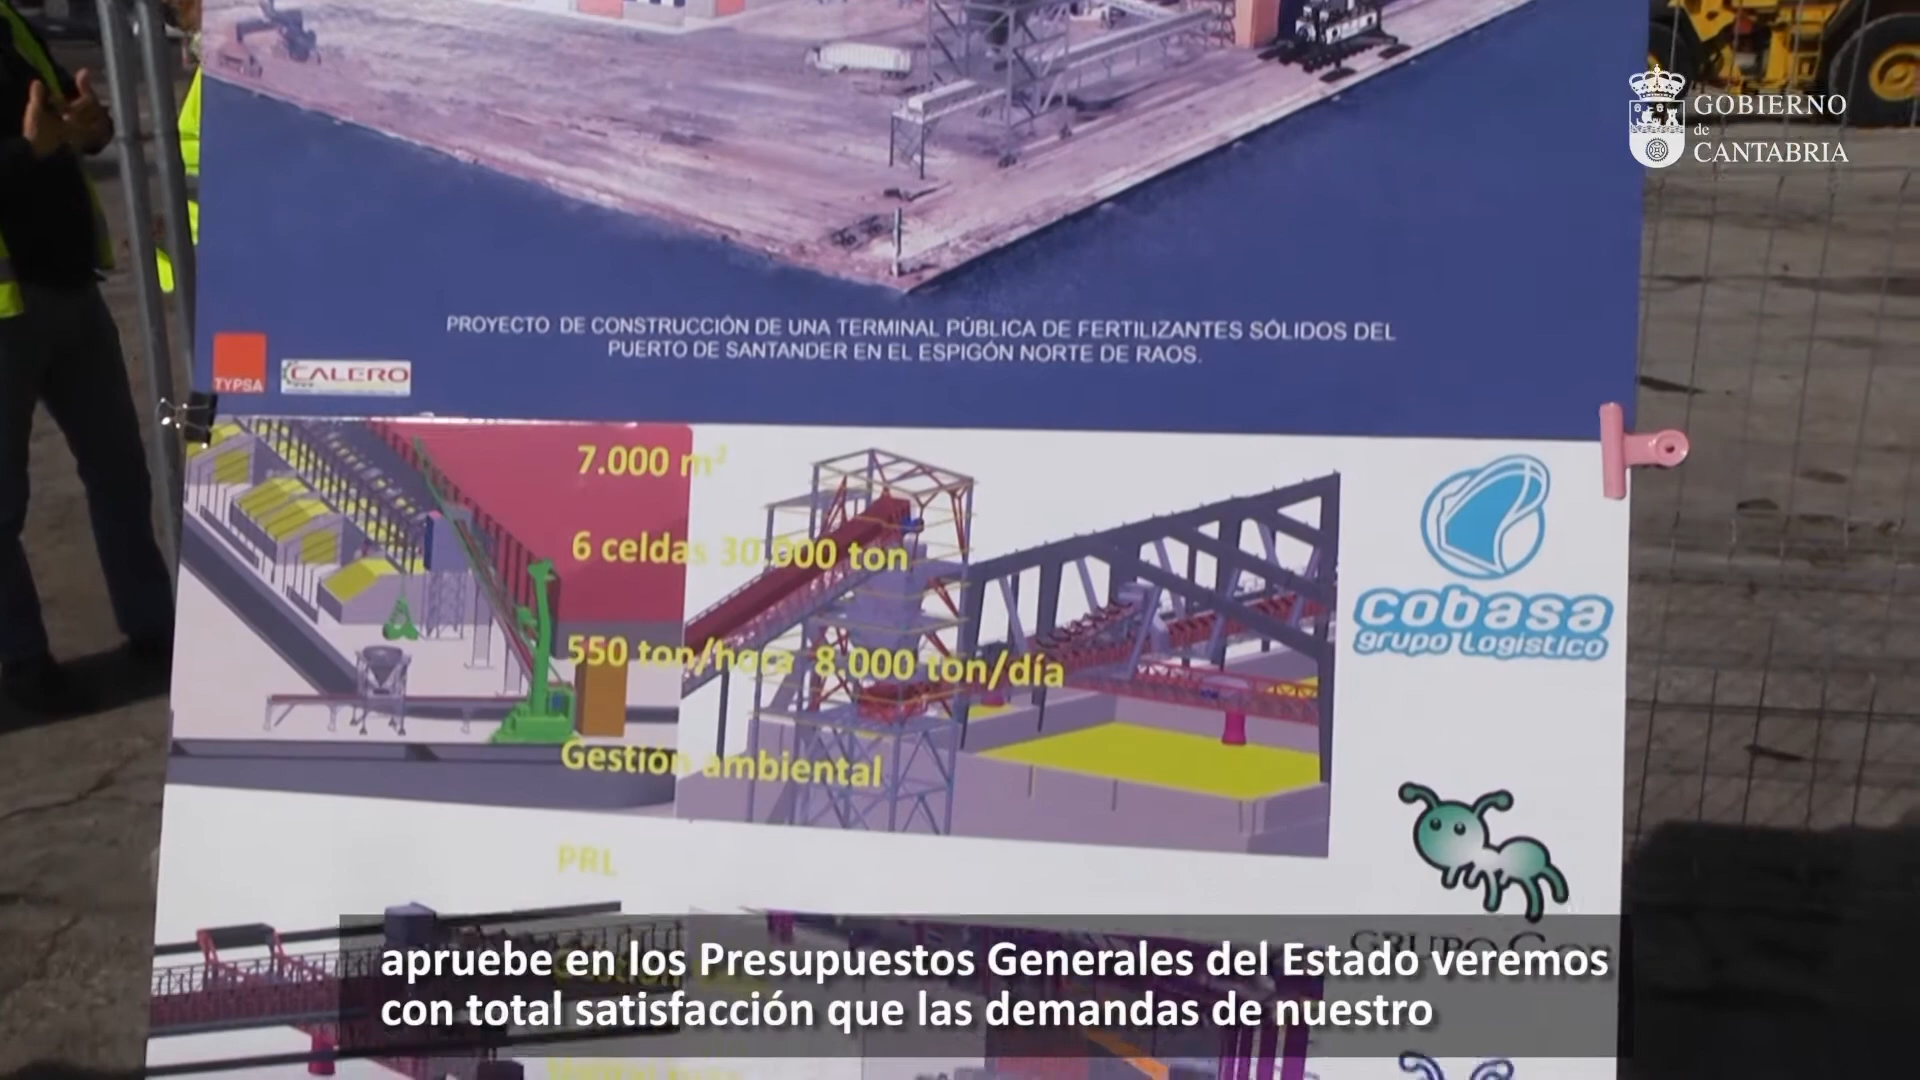 GOBIERNO
de
CANTABRIA
PROYECTO DE CONSTRUCCIÓN DE UNA TERMINAL PÚBLICA DE FERTILIZANTES SÓLIDOS DEL
PUERTO DE SANTANDER EN EL ESPIGÓN NORTE DE RAOS.
TYPSA
CALERO
7.000 m²
6 celdas 30.000 ton
550 ton/hora 8.000 ton/día
Gestión ambiental
PRL
cobasa
grupo logistico
GRUPO
apruebe en los Presupuestos Generales del Estado veremos
con total satisfacción que las demandas de nuestro